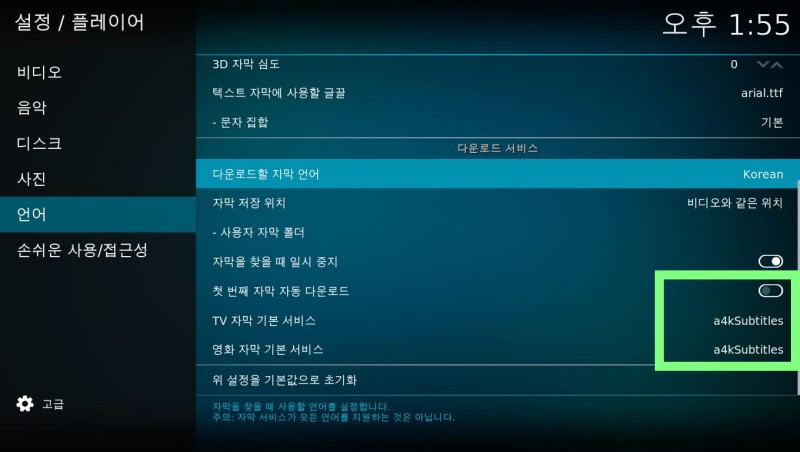 설정 / 플레이어
오후 1:55
비디오
음악
디스크
사진
언어
손쉬운 사용/접근성
고급
3D 자막 심도 0
텍스트 자막에 사용할 글꼴 arial.ttf
- 문자 집합 기본
다운로드 서비스
다운로드할 자막 언어 Korean
자막 저장 위치 비디오와 같은 위치
- 사용자 자막 폴더
자막을 찾을 때 일시 중지
첫 번째 자막 자동 다운로드
TV 자막 기본 서비스 a4kSubtitles
영화 자막 기본 서비스 a4kSubtitles
위 설정을 기본값으로 초기화
자막을 찾을 때 사용할 언어를 설정합니다.
주의: 자막 서비스가 모든 언어를 지원하는 것은 아닙니다.